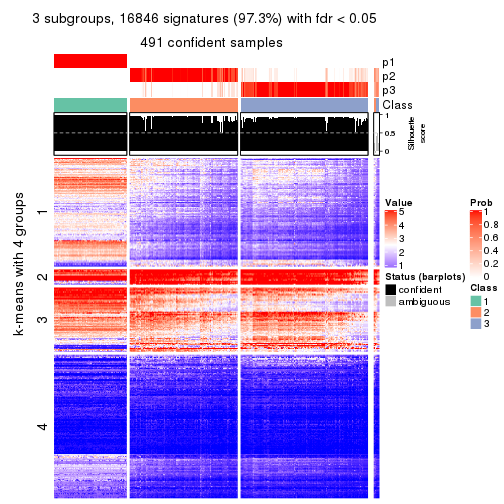 3 subgroups, 16846 signatures (97.3%) with fdr < 0.05
491 confident samples
p1
p2
p3
Class
1
0.5
0
Silhouette
score
k-means with 4 groups
1
2
3
4
Value
5
4
3
2
1
Status (barplots)
confident
ambiguous
Prob
1
0.8
0.6
0.4
0.2
0
Class
1
2
3